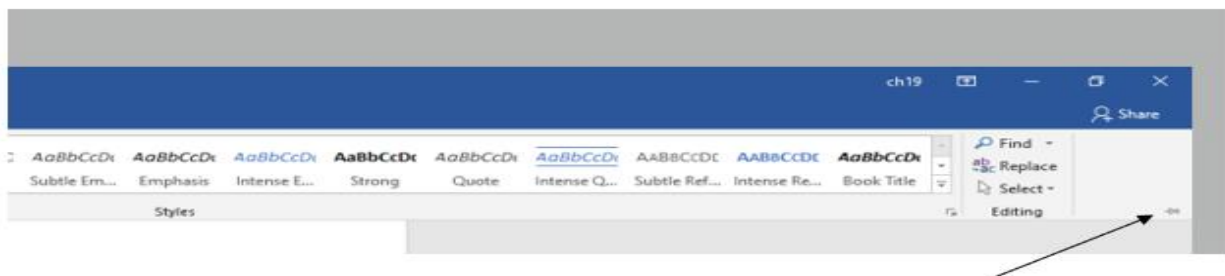 ch19
Share
AaBbCcDc AaBbCcDc AaBbCcDc AaBbCcDc AaBbCcDc AaBbCcDc AABBCCDC AABBCCDC AaBbCcDc
Subtle Em... Emphasis Intense E... Strong Quote Intense Q... Subtle Ref... Intense Re... Book Title
Find
Replace
Select
Styles Editing